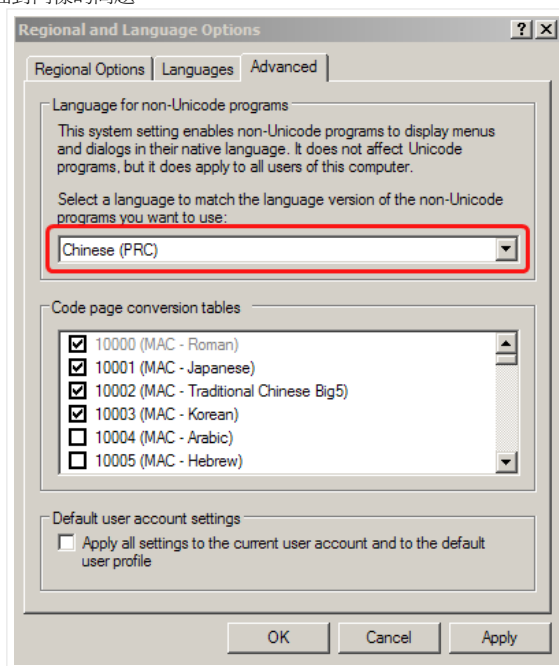 同樣的問題
Regional and Language Options
Regional Options
Languages
Advanced
Language for non-Unicode programs
This system setting enables non-Unicode programs to display menus
and dialogs in their native language. It does not affect Unicode
programs, but it does apply to all users of this computer.
Select a language to match the language version of the non-Unicode
programs you want to use:
Chinese (PRC)
Code page conversion tables
10000 (MAC - Roman)
10001 (MAC - Japanese)
10002 (MAC - Traditional Chinese Big5)
10003 (MAC - Korean)
10004 (MAC - Arabic)
10005 (MAC - Hebrew)
Default user account settings
Apply all settings to the current user account and to the default
user profile
OK
Cancel
Apply